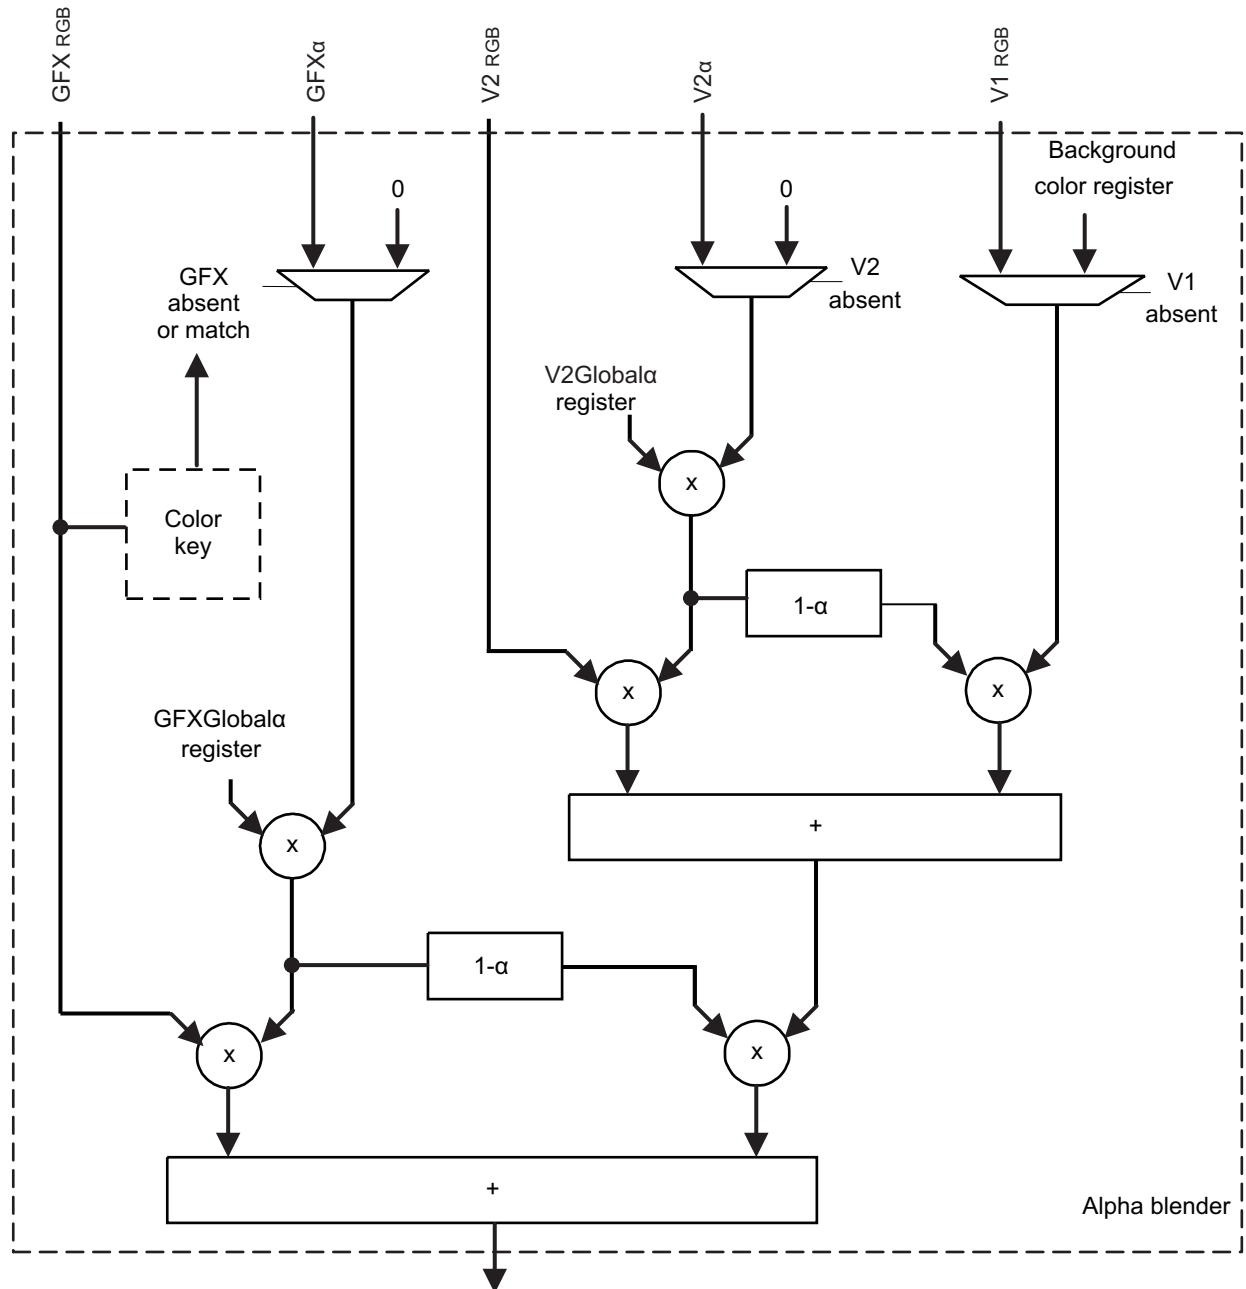 GFX RGB
GFXα
V2 RGB
V2α
V1 RGB
Background
color register
0
0
GFX
absent
or match
V2
absent
V1
absent
V2Globalα
register
x
Color
key
1-α
x
x
GFXGlobalα
register
+
x
1-α
x
x
+
Alpha blender